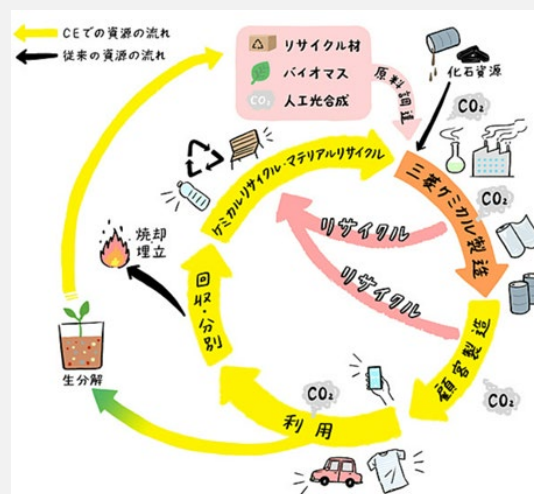 CEでの資源の流れ
従来の資源の流れ
リサイクル材
バイオマス
CO₂ 人工光合成
原料調達
化石資源
CO₂
ケミカルリサイクル・マテリアルリサイクル
三菱ケミカル製造
CO₂
リサイクル
リサイクル
焼却
埋立
回収・分別
顧客製造
CO₂
生分解
利用
CO₂